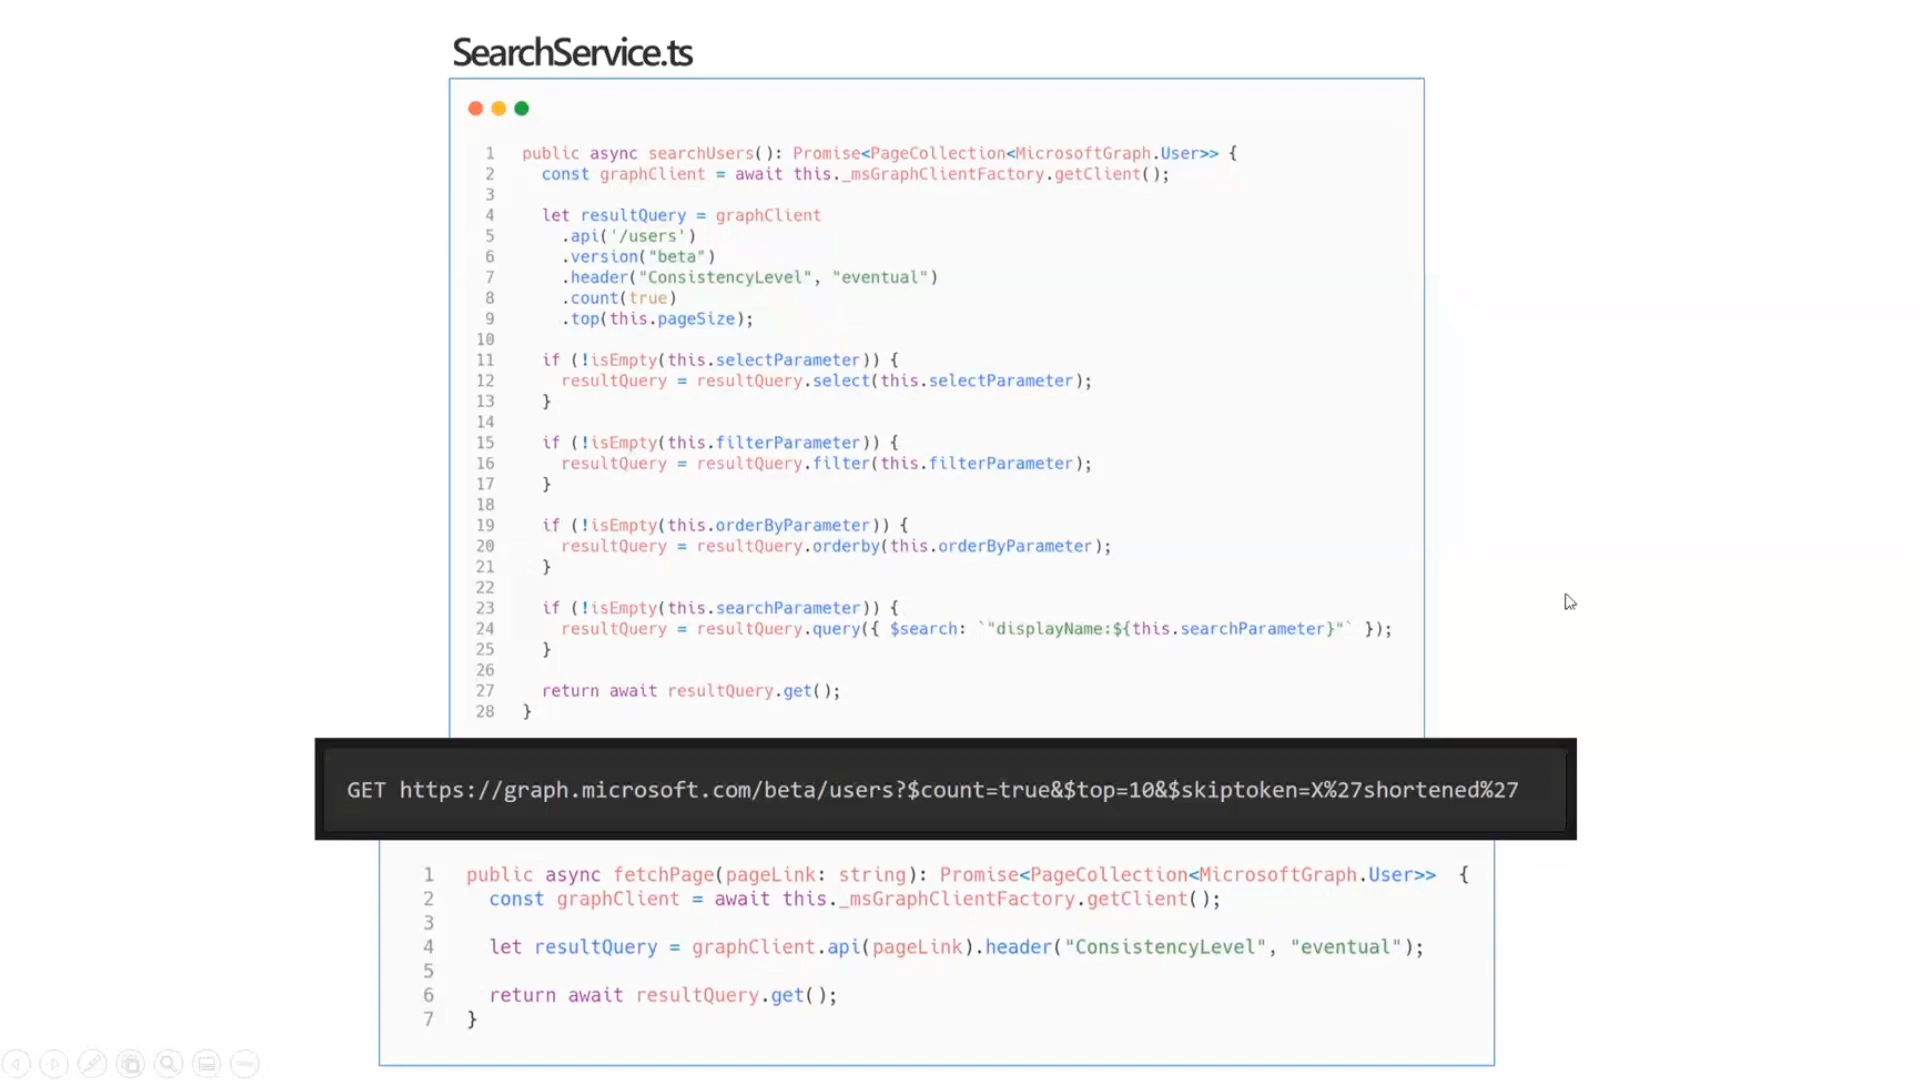 SearchService.ts
1 public async searchUsers(): Promise<PageCollection<MicrosoftGraph.User>> {
2 const graphClient = await this._msGraphClientFactory.getClient();
3
4 let resultQuery = graphClient
5 .api('/users')
6 .version("beta")
7 .header("ConsistencyLevel", "eventual")
8 .count(true)
9 .top(this.pageSize);
10
11 if (!isEmpty(this.selectParameter)) {
12 resultQuery = resultQuery.select(this.selectParameter);
13 }
14
15 if (!isEmpty(this.filterParameter)) {
16 resultQuery = resultQuery.filter(this.filterParameter);
17 }
18
19 if (!isEmpty(this.orderByParameter)) {
20 resultQuery = resultQuery.orderby(this.orderByParameter);
21 }
22
23 if (!isEmpty(this.searchParameter)) {
24 resultQuery = resultQuery.query({ $search: `"displayName:${this.searchParameter}"` });
25 }
26
27 return await resultQuery.get();
28 }
GET https://graph.microsoft.com/beta/users?$count=true&$top=10&$skiptoken=X%27shortened%27
1 public async fetchPage(pageLink: string): Promise<PageCollection<MicrosoftGraph.User>> {
2 const graphClient = await this._msGraphClientFactory.getClient();
3
4 let resultQuery = graphClient.api(pageLink).header("ConsistencyLevel", "eventual");
5
6 return await resultQuery.get();
7 }